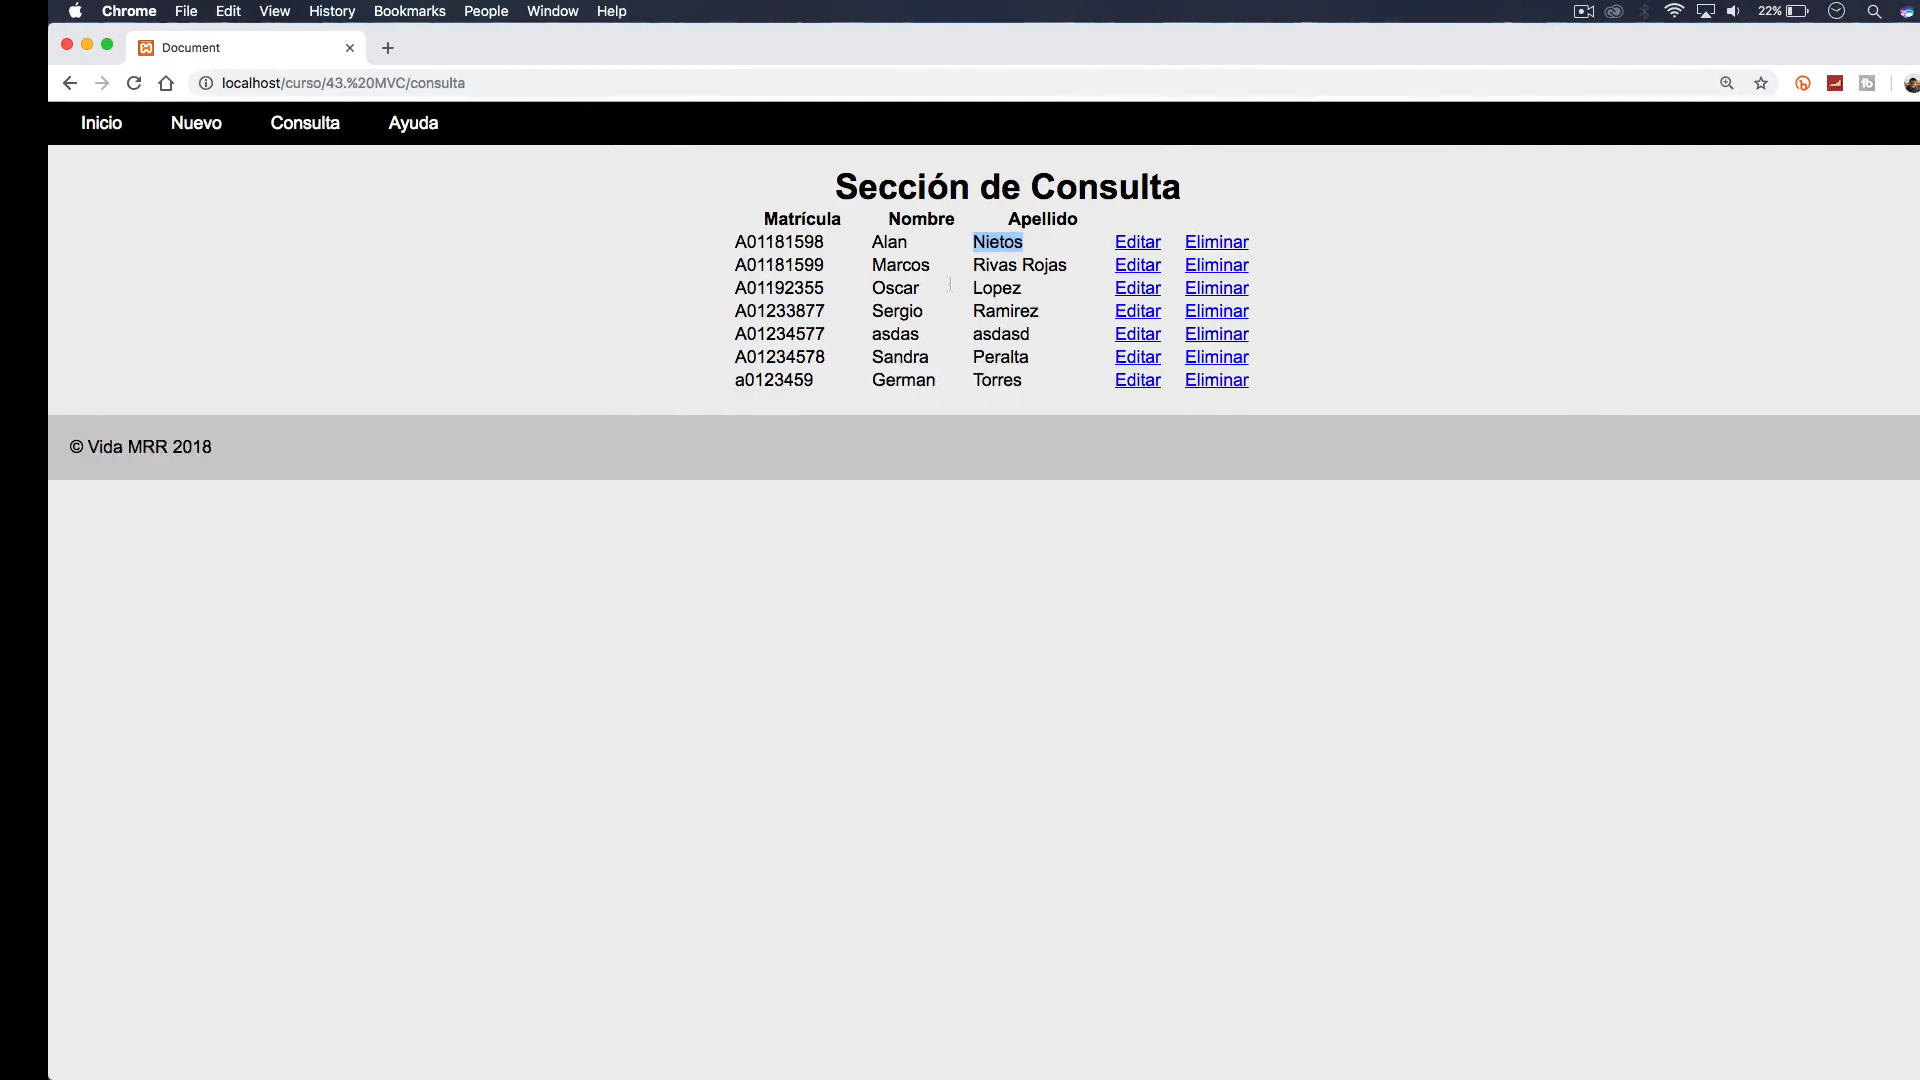 Chrome File Edit View History Bookmarks People Window Help 22%
Document
localhost/curso/43.%20MVC/consulta
Inicio Nuevo Consulta Ayuda
Sección de Consulta
Matrícula Nombre Apellido
A01181598 Alan Nietos Editar Eliminar
A01181599 Marcos Rivas Rojas Editar Eliminar
A01192355 Oscar Lopez Editar Eliminar
A01233877 Sergio Ramirez Editar Eliminar
A01234577 asdas asdasd Editar Eliminar
A01234578 Sandra Peralta Editar Eliminar
a0123459 German Torres Editar Eliminar
© Vida MRR 2018